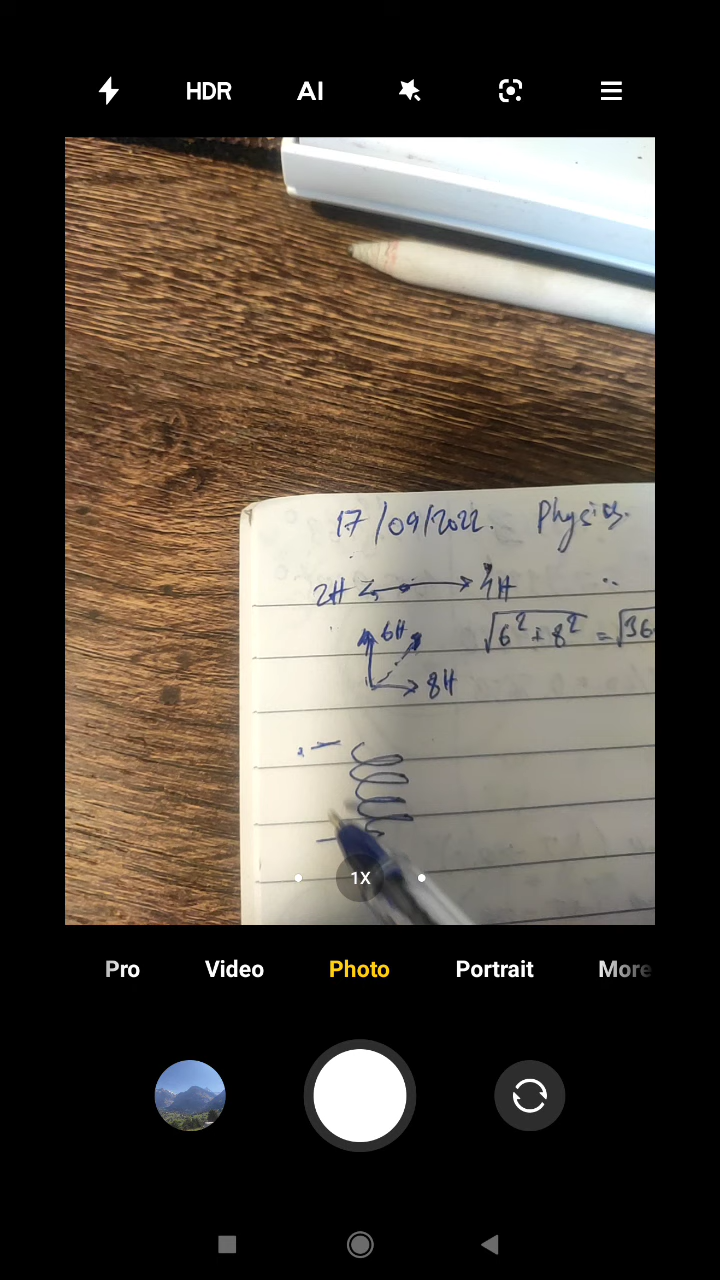 HDR AI
17/09/2022. Physics.
2H 4H
6H √6²+8² = √36
8H
1X
Pro Video Photo Portrait More